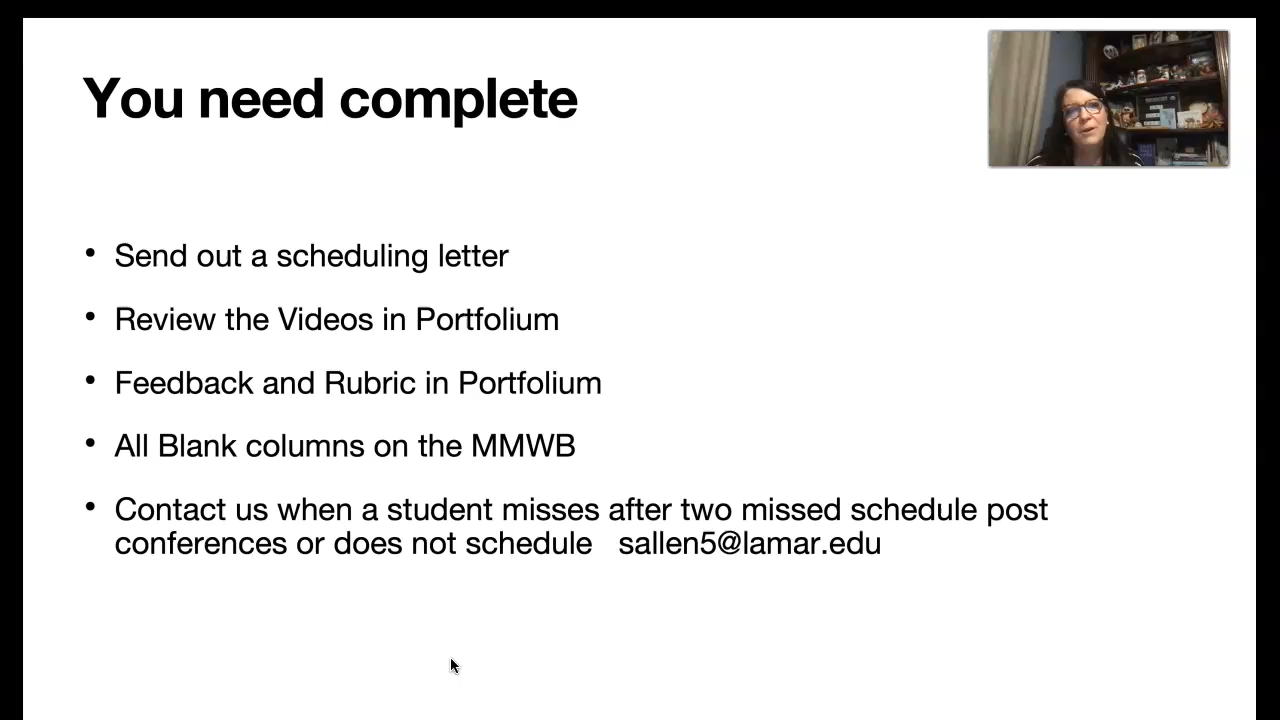 You need complete
• Send out a scheduling letter
• Review the Videos in Portfolium
• Feedback and Rubric in Portfolium
• All Blank columns on the MMWB
• Contact us when a student misses after two missed schedule post
conferences or does not schedule sallen5@lamar.edu